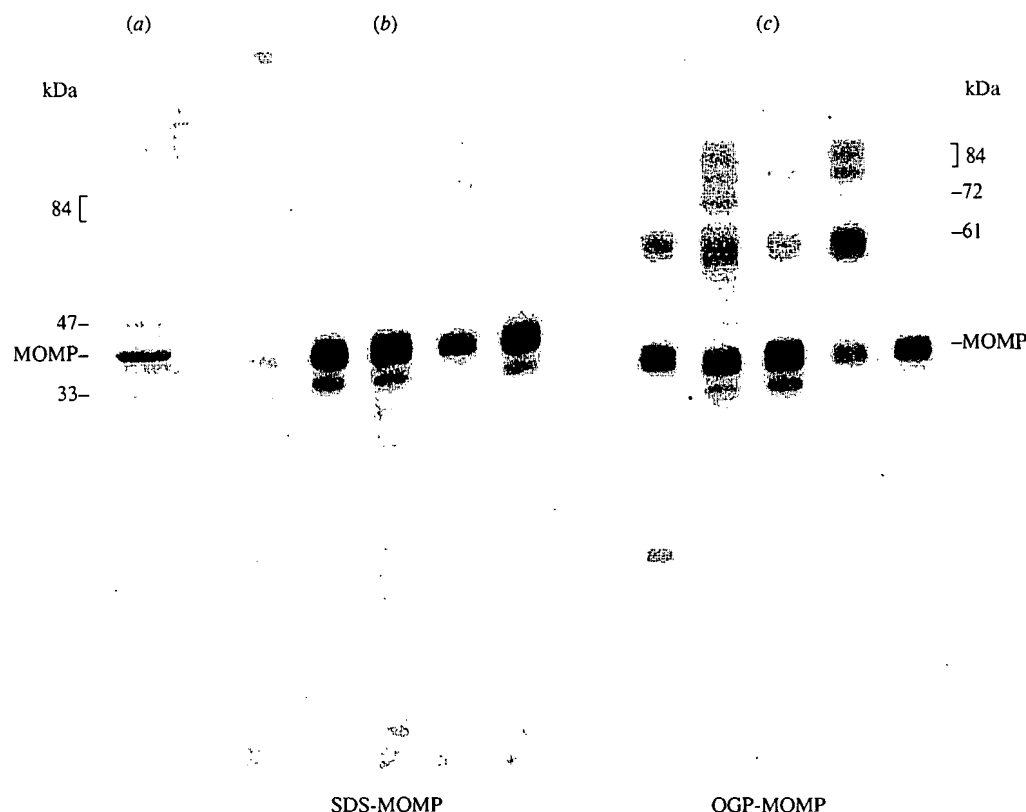 (a) (b) (c)
kDa kDa
84 [ ] 84
–72
–61
47–
MOMP– –MOMP
33–
SDS-MOMP OGP-MOMP